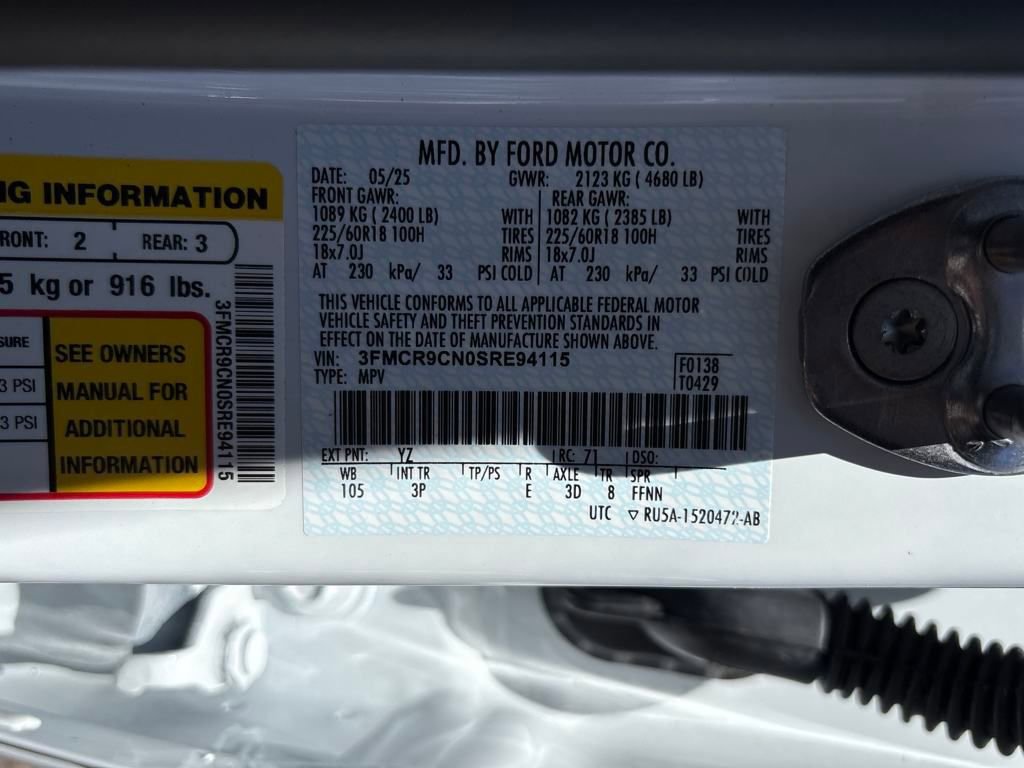 NG INFORMATION
FRONT: 2 REAR: 3
5 kg or 916 lbs.
SURE
3 PSI
3 PSI
SEE OWNERS
MANUAL FOR
ADDITIONAL
INFORMATION
3FMCR9CN0SRE94115
MFD. BY FORD MOTOR CO.
DATE: 05/25 GVWR: 2123 KG ( 4680 LB)
FRONT GAWR: REAR GAWR:
1089 KG ( 2400 LB) WITH 1082 KG ( 2385 LB) WITH
225/60R18 100H TIRES 225/60R18 100H TIRES
18x7.0J RIMS 18x7.0J RIMS
AT 230 kPa/ 33 PSI COLD AT 230 kPa/ 33 PSI COLD
THIS VEHICLE CONFORMS TO ALL APPLICABLE FEDERAL MOTOR
VEHICLE SAFETY AND THEFT PREVENTION STANDARDS IN
EFFECT ON THE DATE OF MANUFACTURE SHOWN ABOVE.
VIN: 3FMCR9CN0SRE94115 F0138
TYPE: MPV T0429
EXT PNT: YZ RC: 71 DSO:
WB INT TR TP/PS R AXLE TR SPR
105 3P E 3D 8 FFNN
UTC ▽ RU5A-1520472-AB